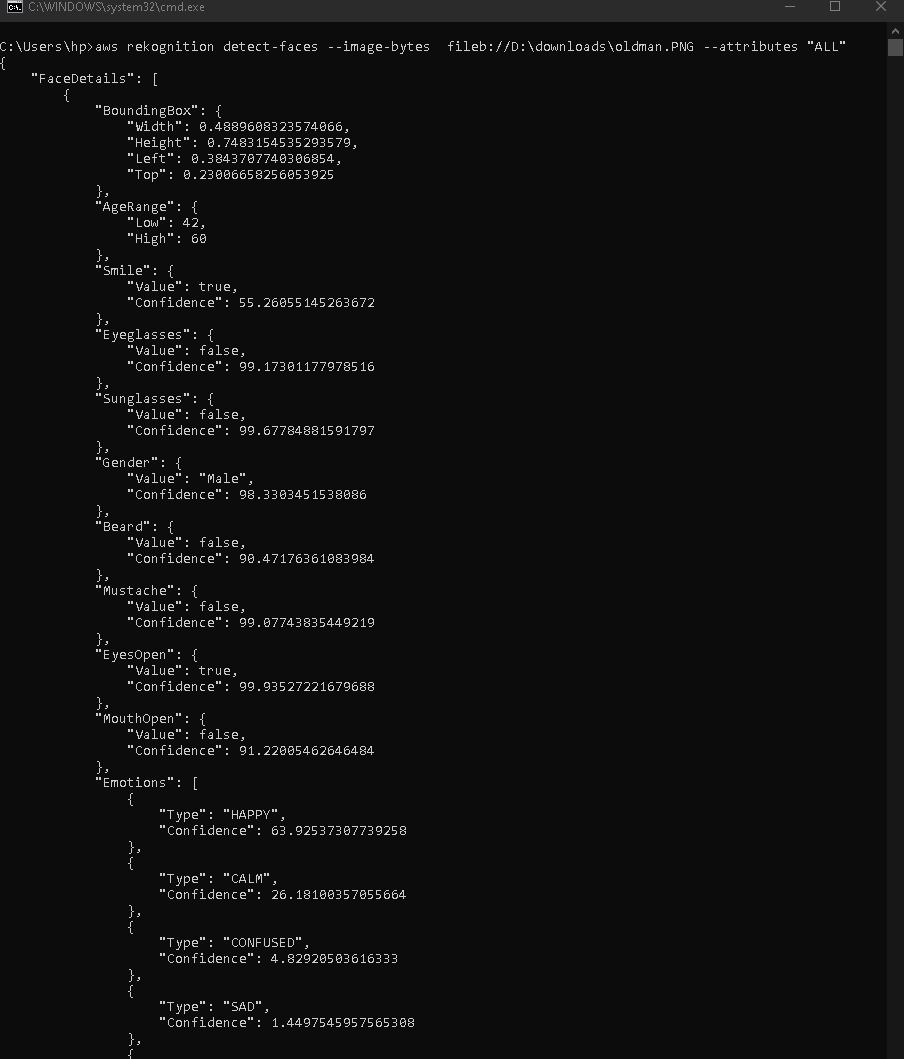 C:\WINDOWS\system32\cmd.exe
C:\Users\hp>aws rekognition detect-faces --image-bytes  fileb://D:\downloads\oldman.PNG --attributes "ALL"
{
    "FaceDetails": [
        {
            "BoundingBox": {
                "Width": 0.4889608323574066,
                "Height": 0.7483154535293579,
                "Left": 0.3843707740306854,
                "Top": 0.23006658256053925
            },
            "AgeRange": {
                "Low": 42,
                "High": 60
            },
            "Smile": {
                "Value": true,
                "Confidence": 55.26055145263672
            },
            "Eyeglasses": {
                "Value": false,
                "Confidence": 99.17301177978516
            },
            "Sunglasses": {
                "Value": false,
                "Confidence": 99.67784881591797
            },
            "Gender": {
                "Value": "Male",
                "Confidence": 98.3303451538086
            },
            "Beard": {
                "Value": false,
                "Confidence": 90.47176361083984
            },
            "Mustache": {
                "Value": false,
                "Confidence": 99.07743835449219
            },
            "EyesOpen": {
                "Value": true,
                "Confidence": 99.93527221679688
            },
            "MouthOpen": {
                "Value": false,
                "Confidence": 91.22005462646484
            },
            "Emotions": [
                {
                    "Type": "HAPPY",
                    "Confidence": 63.92537307739258
                },
                {
                    "Type": "CALM",
                    "Confidence": 26.18100357055664
                },
                {
                    "Type": "CONFUSED",
                    "Confidence": 4.82920503616333
                },
                {
                    "Type": "SAD",
                    "Confidence": 1.4497545957565308
                },
                {